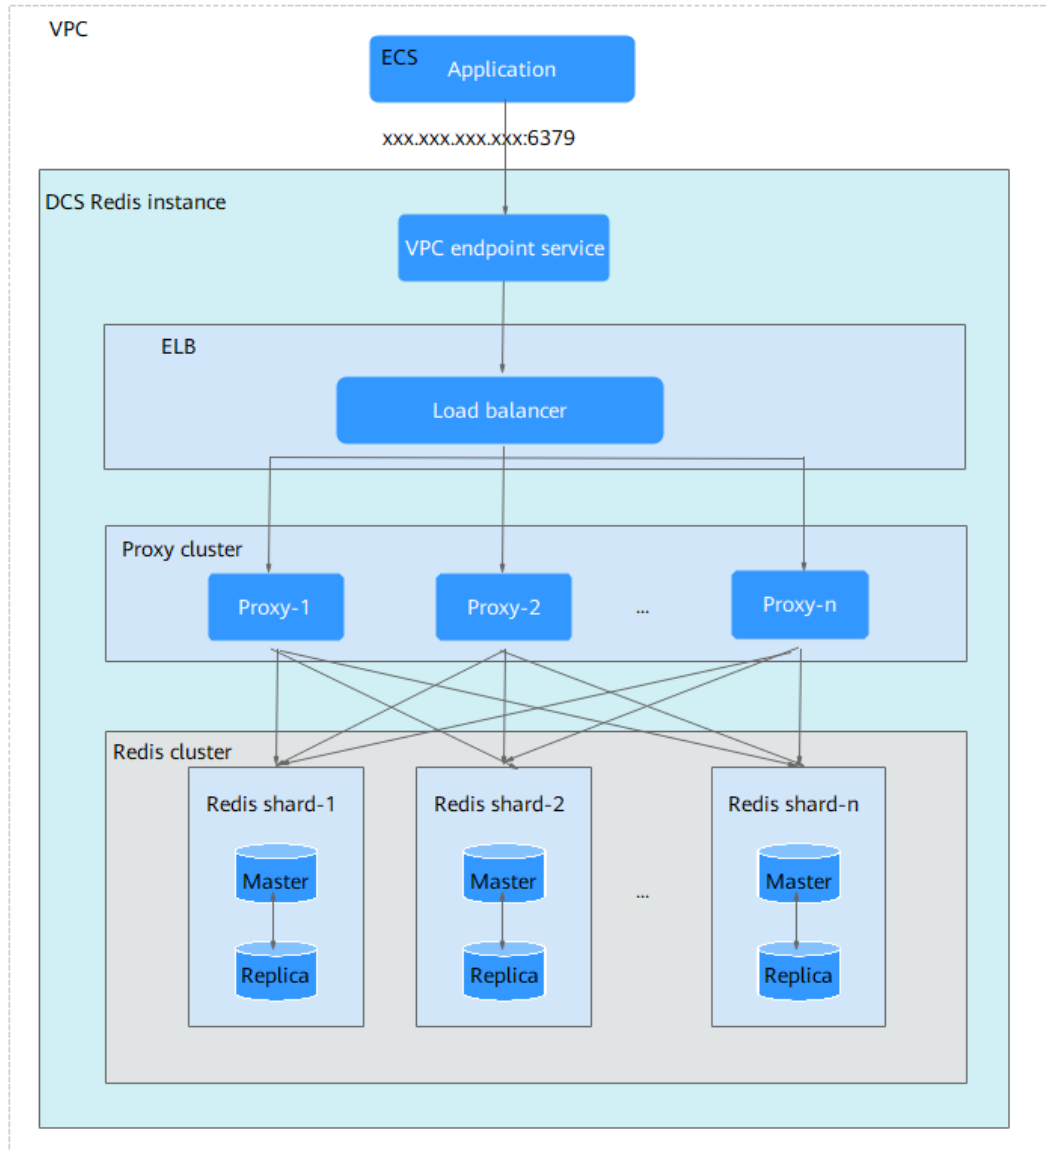 VPC
ECS
Application
xxx.xxx.xxx.xxx:6379
DCS Redis instance
VPC endpoint service
ELB
Load balancer
Proxy cluster
Proxy-1
Proxy-2
...
Proxy-n
Redis cluster
Redis shard-1
Redis shard-2
Redis shard-n
Master
Master
...
Master
Replica
Replica
Replica